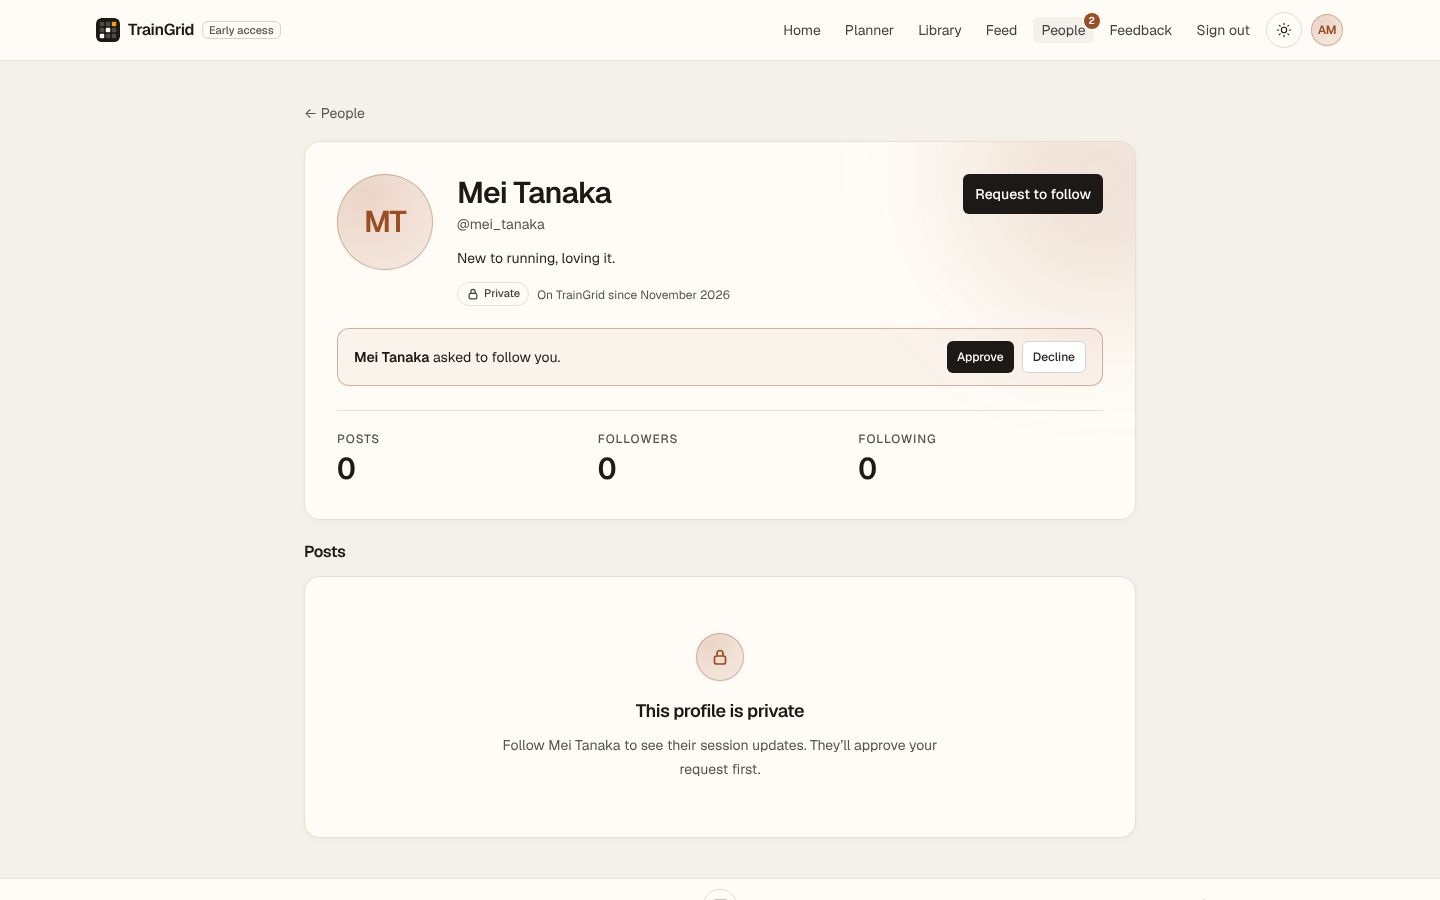 TrainGrid Early access Home Planner Library Feed People 2 Feedback Sign out AM
← People
MT
Mei Tanaka
Request to follow
@mei_tanaka
New to running, loving it.
Private On TrainGrid since November 2026
Mei Tanaka asked to follow you. Approve Decline
POSTS FOLLOWERS FOLLOWING
0 0 0
Posts
This profile is private
Follow Mei Tanaka to see their session updates. They’ll approve your
request first.